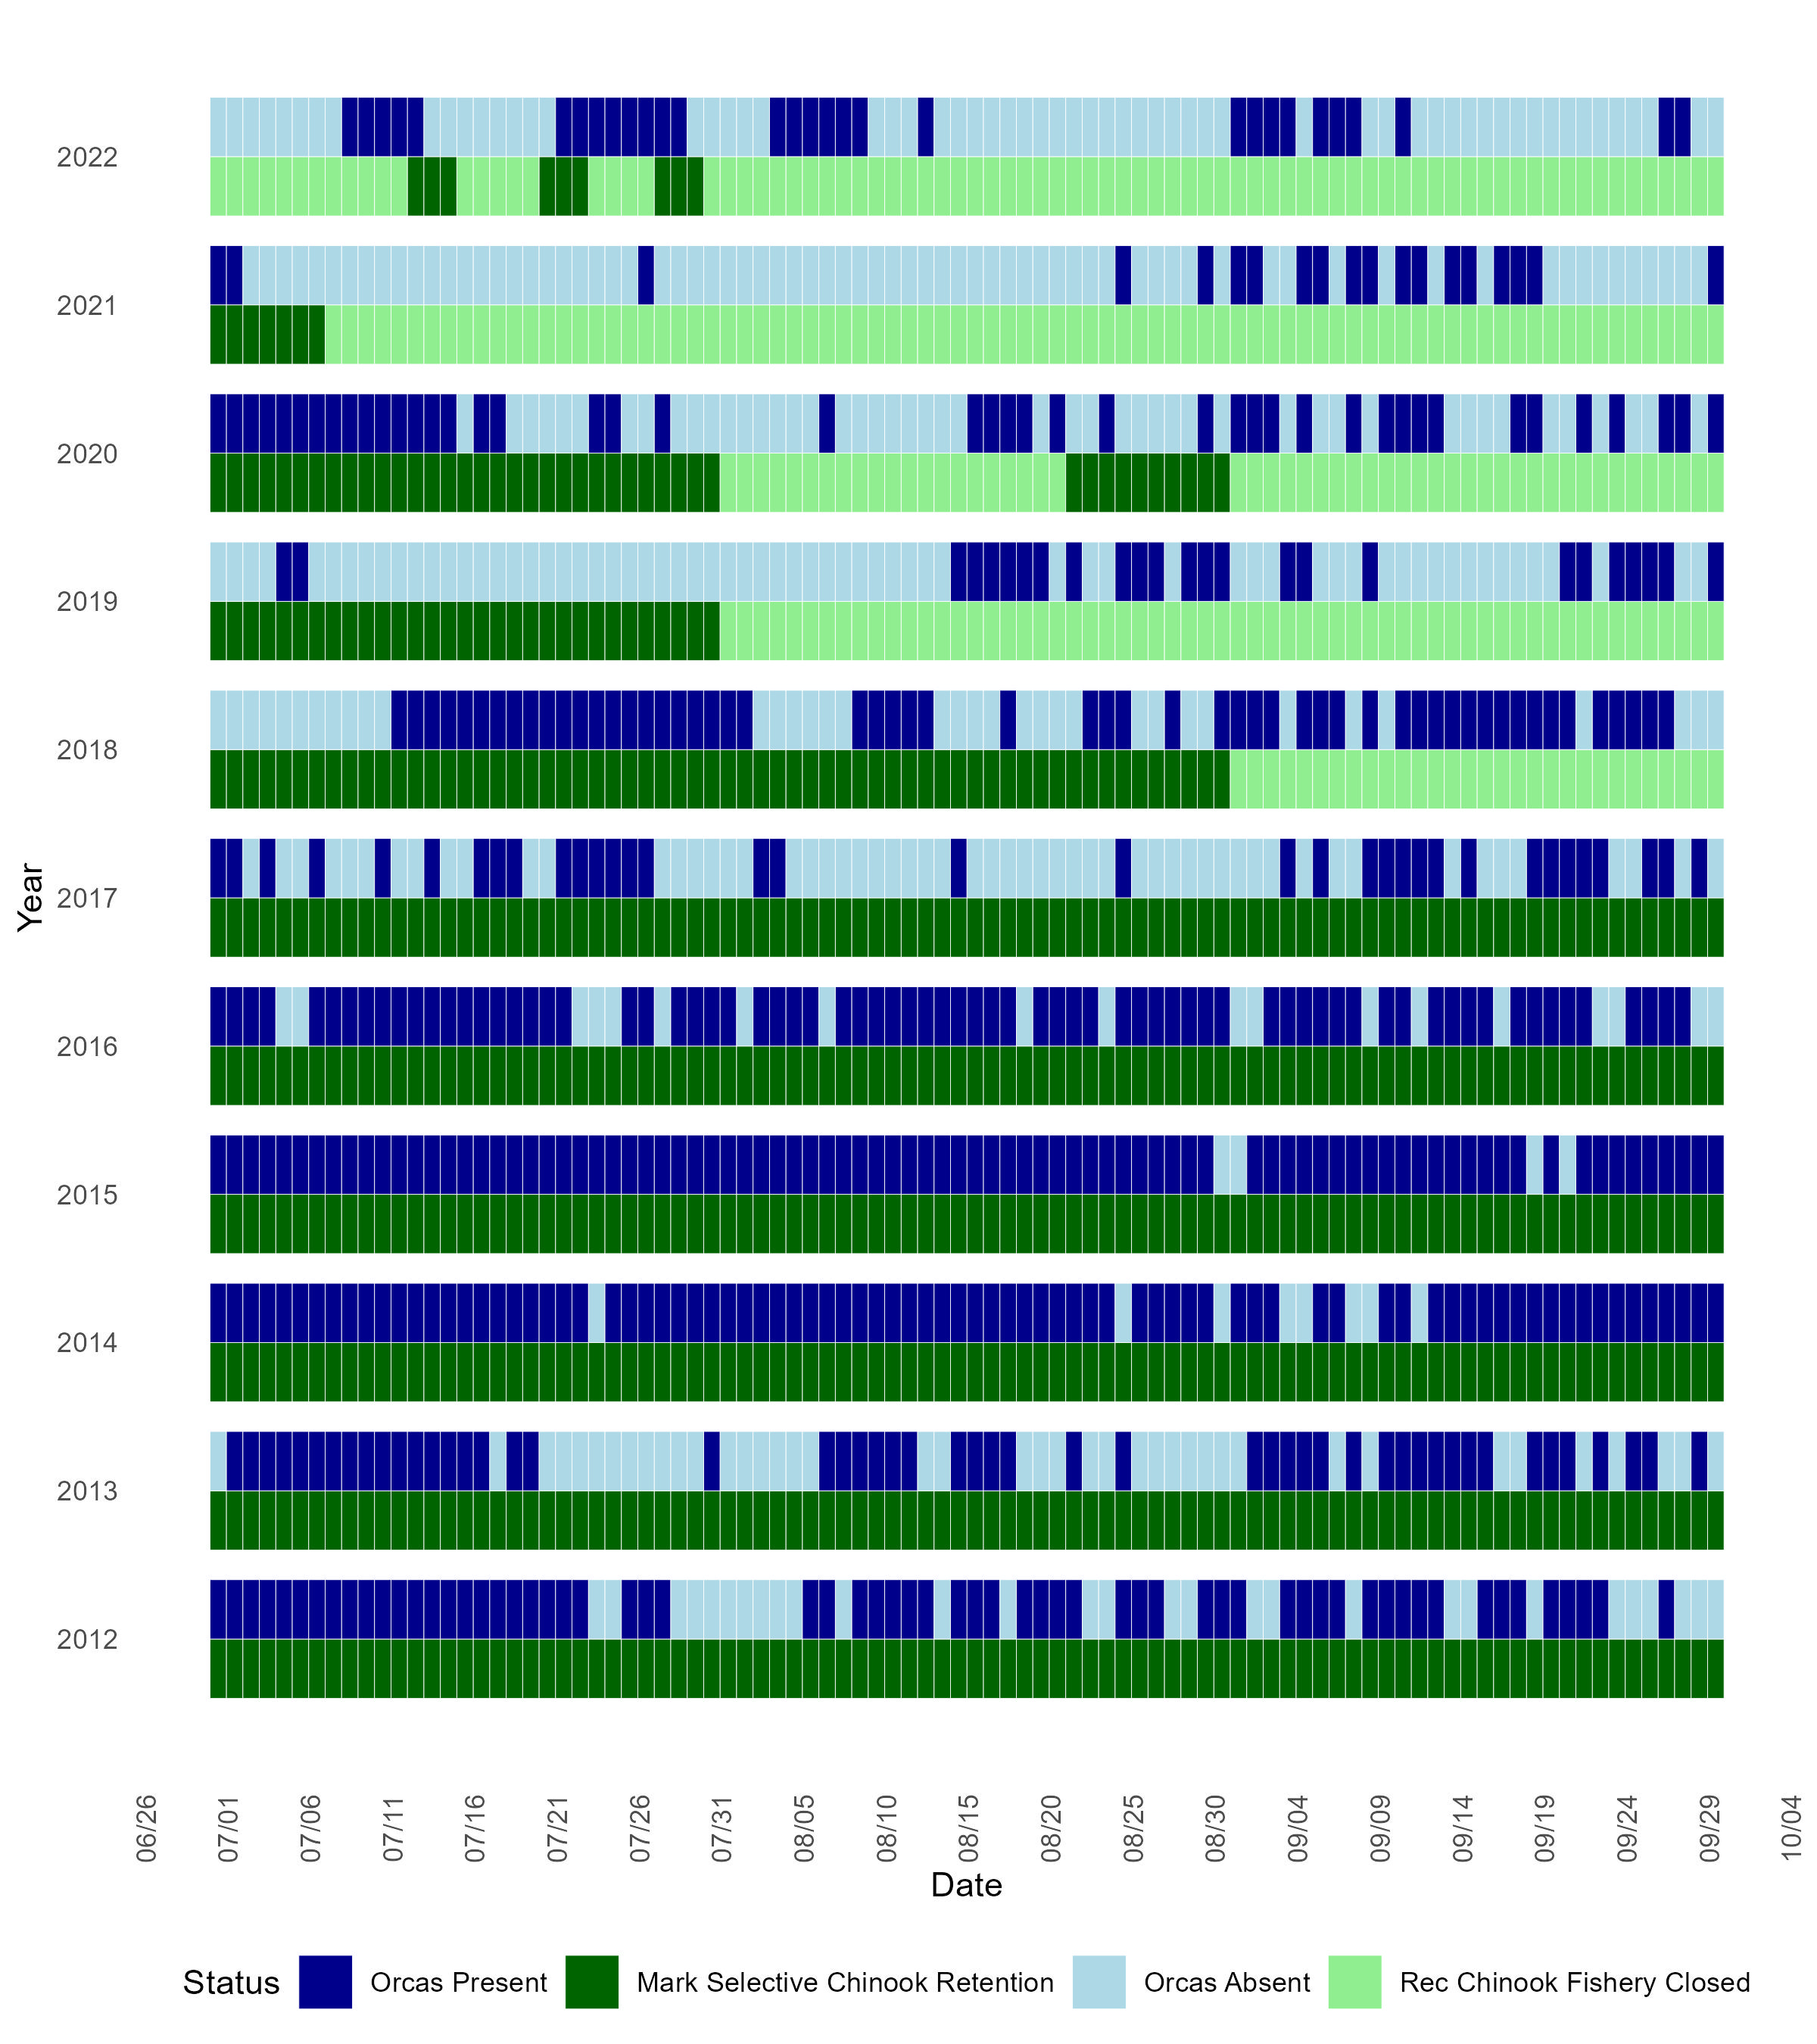 2022
2021
2020
2019
2018
2017
2016
2015
2014
2013
2012
Year
06/26 07/01 07/06 07/11 07/16 07/21 07/26 07/31 08/05 08/10 08/15 08/20 08/25 08/30 09/04 09/09 09/14 09/19 09/24 09/29 10/04
Date
Status Orcas Present Mark Selective Chinook Retention Orcas Absent Rec Chinook Fishery Closed